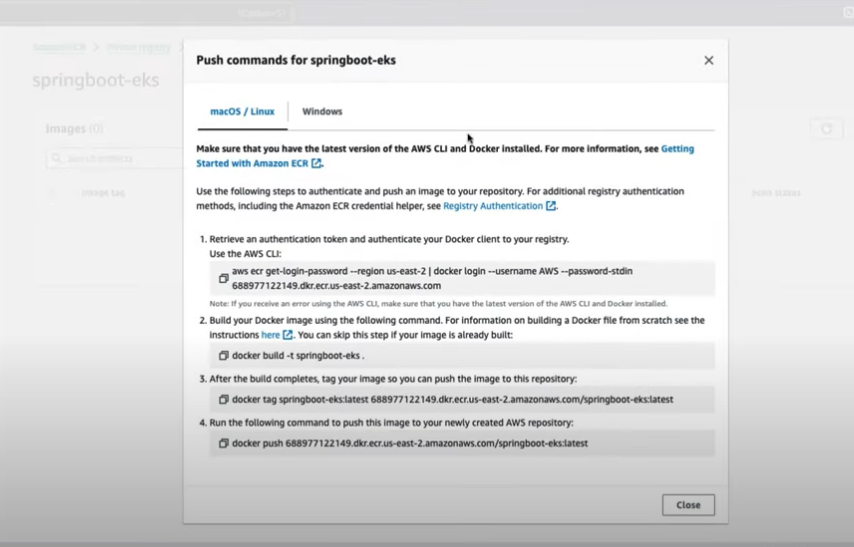 springboot-eks
Images (0)
Push commands for springboot-eks
macOS / Linux
Windows
Make sure that you have the latest version of the AWS CLI and Docker installed. For more information, see Getting
Started with Amazon ECR
.
Use the following steps to authenticate and push an image to your repository. For additional registry authentication
methods, including the Amazon ECR credential helper, see Registry Authentication
.
1. Retrieve an authentication token and authenticate your Docker client to your registry.
Use the AWS CLI:
aws ecr get-login-password --region us-east-2 | docker login --username AWS --password-stdin
688977122149.dkr.ecr.us-east-2.amazonaws.com
Note: If you receive an error using the AWS CLI, make sure that you have the latest version of the AWS CLI and Docker installed.
2. Build your Docker image using the following command. For information on building a Docker file from scratch see the
instructions here
. You can skip this step if your image is already built:
docker build -t springboot-eks .
3. After the build completes, tag your image so you can push the image to this repository:
docker tag springboot-eks:latest 688977122149.dkr.ecr.us-east-2.amazonaws.com/springboot-eks:latest
4. Run the following command to push this image to your newly created AWS repository:
docker push 688977122149.dkr.ecr.us-east-2.amazonaws.com/springboot-eks:latest
Close